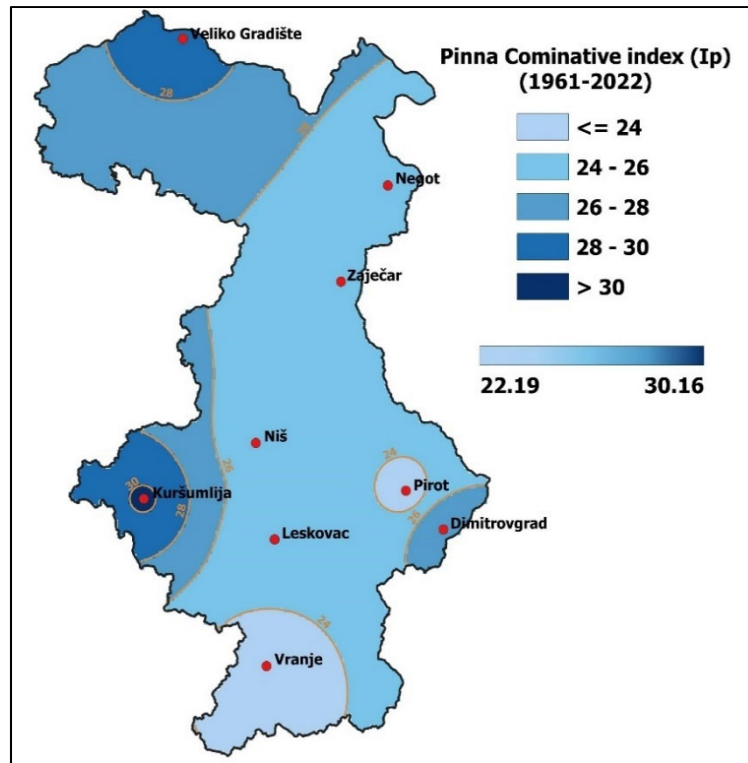 Veliko Gradište
28
Pinna Cominative index (Ip)
(1961-2022)
<= 24
24 - 26
26 - 28
28 - 30
> 30
22.19
30.16
Negot
Zaječar
Niš
26
24
30
Kuršumlija
28
Pirot
26
Dimitrovgrad
Leskovac
24
Vranje